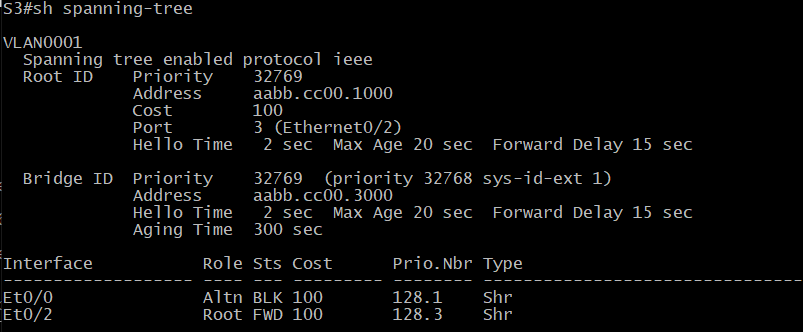 S3#sh spanning-tree
VLAN0001
Spanning tree enabled protocol ieee
Root ID Priority 32769
Address aabb.cc00.1000
Cost 100
Port 3 (Ethernet0/2)
Hello Time 2 sec Max Age 20 sec Forward Delay 15 sec
Bridge ID Priority 32769 (priority 32768 sys-id-ext 1)
Address aabb.cc00.3000
Hello Time 2 sec Max Age 20 sec Forward Delay 15 sec
Aging Time 300 sec
Interface Role Sts Cost Prio.Nbr Type
------------------- ---- --- --------- -------- --------------------------------
Et0/0 Altn BLK 100 128.1 Shr
Et0/2 Root FWD 100 128.3 Shr